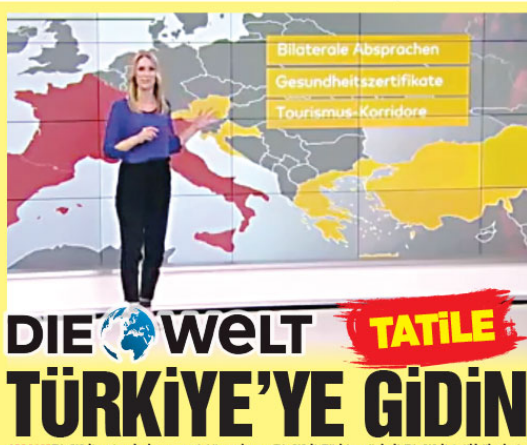 Bilaterale Absprachen
Gesundheitszertifikate
Tourismus-Korridore
DIE WELT TATİLE
TÜRKİYE'YE GİDİN